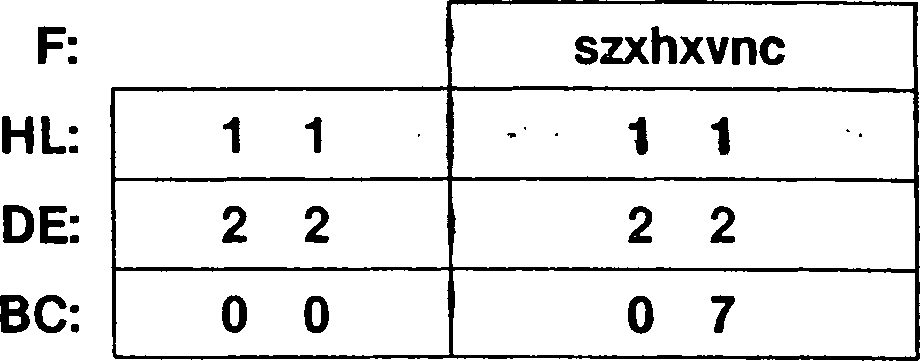 F: szxhxvnc
HL: 1 1 1 1
DE: 2 2 2 2
BC: 0 0 0 7